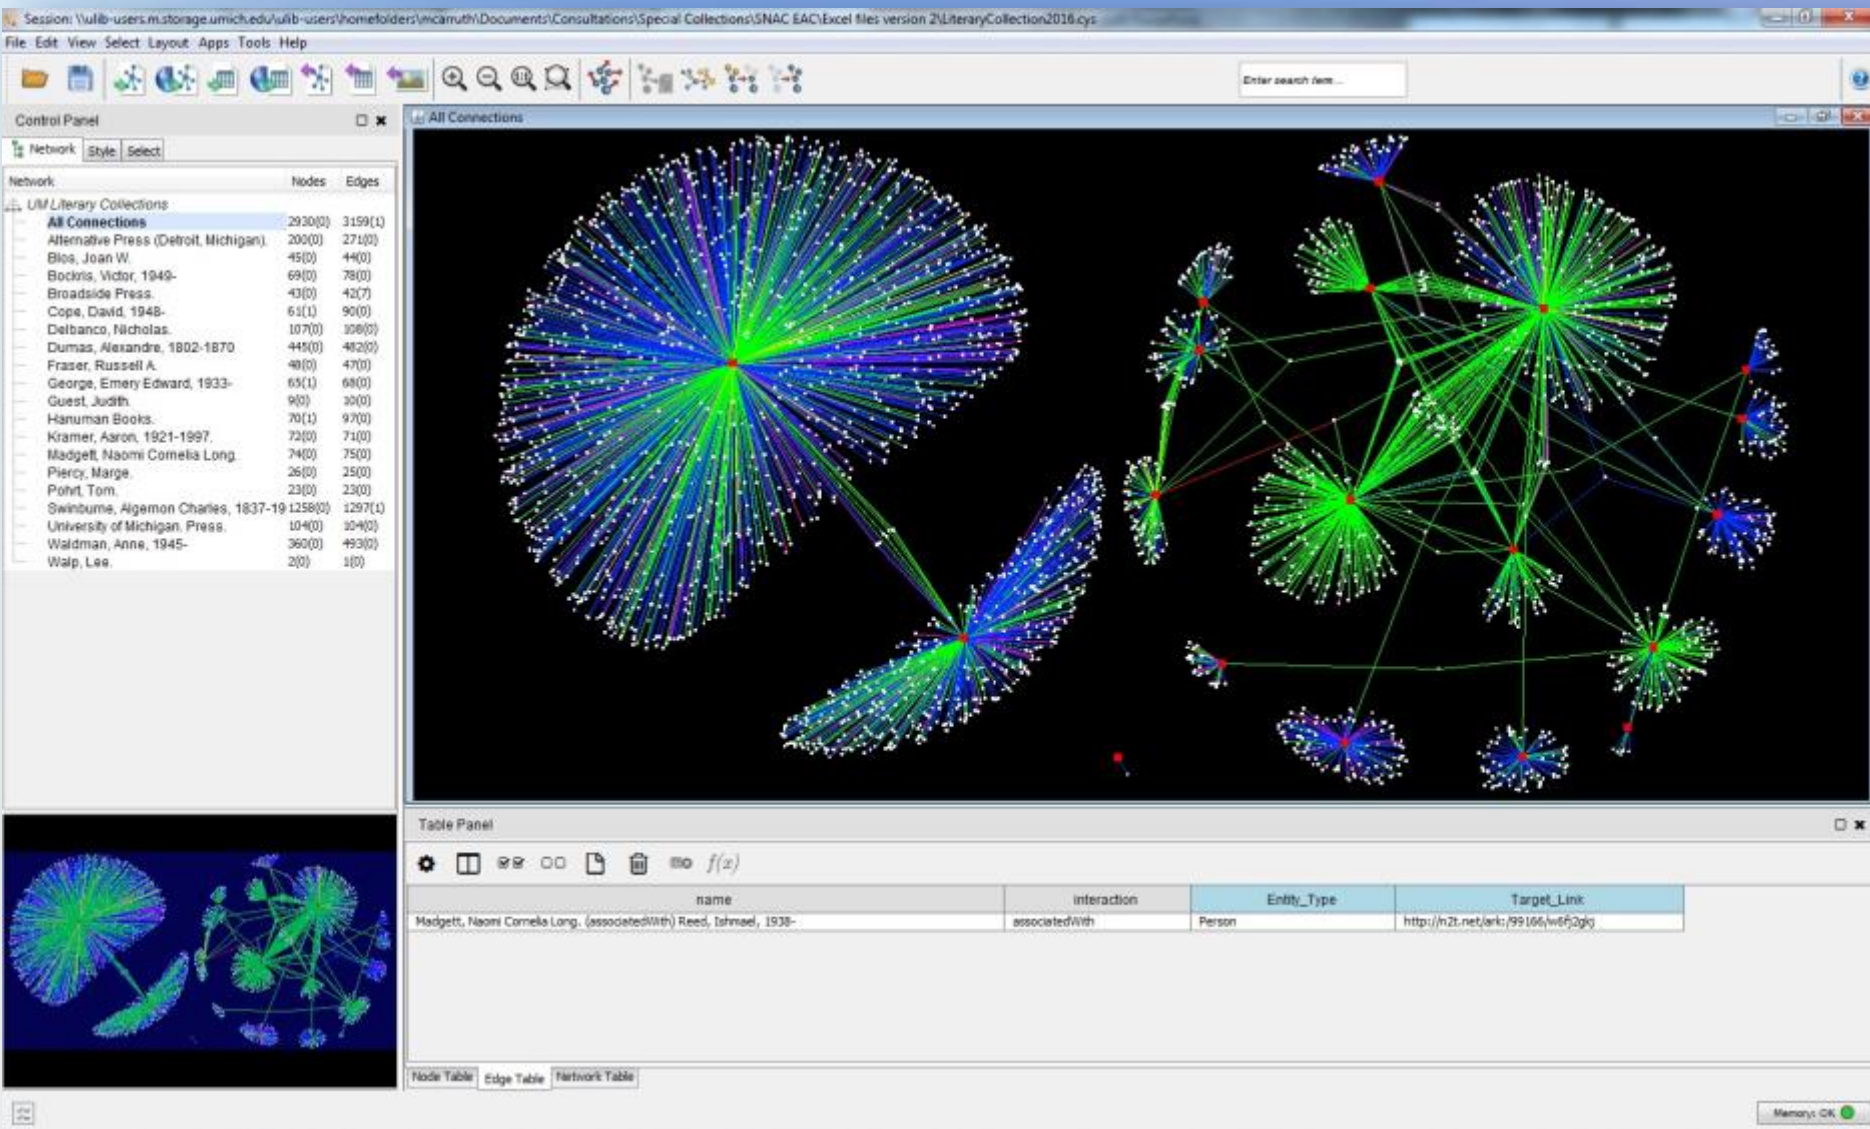 Session: \\ulib-users.m.storage.umich.edu\ulib-users\homefolders\mcarruth\Documents\Consultations\Special Collections\SNAC EAC\Excel files version 2\LiteraryCollection2016.cys
File Edit View Select Layout Apps Tools Help
Enter search term...
Control Panel
Network Style Select
Network Nodes Edges
UM Literary Collections
All Connections 2930(0) 3159(1)
Alternative Press (Detroit, Michigan). 200(0) 271(0)
Blos, Joan W. 45(0) 44(0)
Bockris, Victor, 1949- 69(0) 78(0)
Broadside Press. 43(0) 42(7)
Cope, David, 1948- 61(1) 90(0)
Delbanco, Nicholas. 107(0) 108(0)
Dumas, Alexandre, 1802-1870 445(0) 482(0)
Fraser, Russell A. 48(0) 47(0)
George, Emery Edward, 1933- 65(1) 68(0)
Guest, Judith. 9(0) 10(0)
Hanuman Books. 70(1) 97(0)
Kramer, Aaron, 1921-1997. 72(0) 71(0)
Madgett, Naomi Cornelia Long. 74(0) 75(0)
Piercy, Marge. 26(0) 25(0)
Pohrt, Tom. 23(0) 23(0)
Swinburne, Algernon Charles, 1837-19 1258(0) 1297(1)
University of Michigan. Press. 104(0) 104(0)
Waldman, Anne, 1945- 360(0) 493(0)
Walp, Lee. 2(0) 1(0)
All Connections
Table Panel
f(x)
name interaction Entity_Type Target_Link
Madgett, Naomi Cornelia Long. (associatedWith) Reed, Ishmael, 1938- associatedWith Person http://n2t.net/ark:/99166/w6fj2gkj
Node Table Edge Table Network Table
Memory: OK